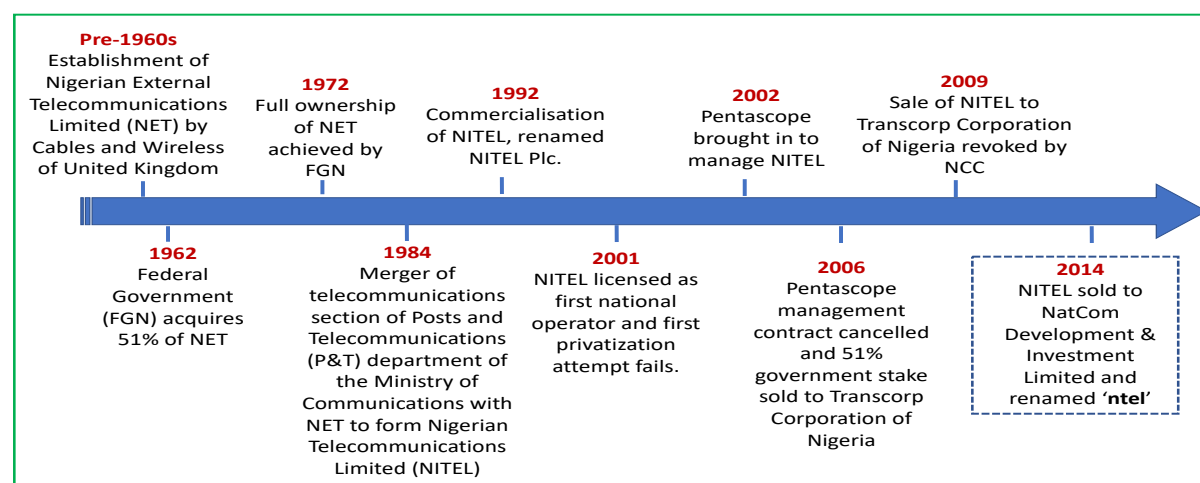 Pre-1960s
Establishment of
Nigerian External
Telecommunications
Limited (NET) by
Cables and Wireless
of United Kingdom
1972
Full ownership
of NET
achieved by
FGN
1992
Commercialisation
of NITEL, renamed
NITEL Plc.
2002
Pentascope
brought in to
manage NITEL
2009
Sale of NITEL to
Transcorp Corporation
of Nigeria revoked by
NCC
1962
Federal
Government
(FGN) acquires
51% of NET
1984
Merger of
telecommunications
section of Posts and
Telecommunications
(P&T) department of
the Ministry of
Communications with
NET to form Nigerian
Telecommunications
Limited (NITEL)
2001
NITEL licensed as
first national
operator and first
privatization
attempt fails.
2006
Pentascope
management
contract cancelled
and 51%
government stake
sold to Transcorp
Corporation of
Nigeria
2014
NITEL sold to
NatCom
Development &
Investment
Limited and
renamed ‘ntel’